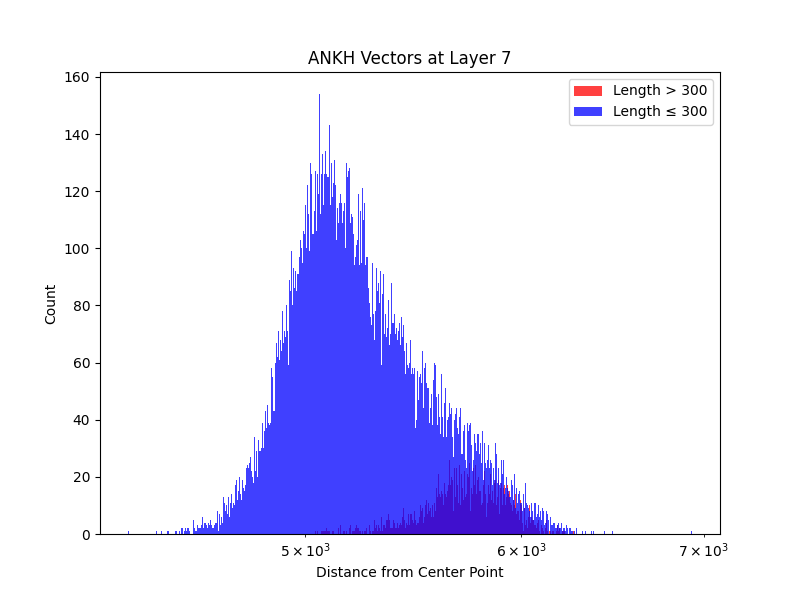 ANKH Vectors at Layer 7
Length > 300
Length ≤ 300
160
140
120
100
80
60
40
20
0
Count
5 × 10³
6 × 10³
7 × 10³
Distance from Center Point